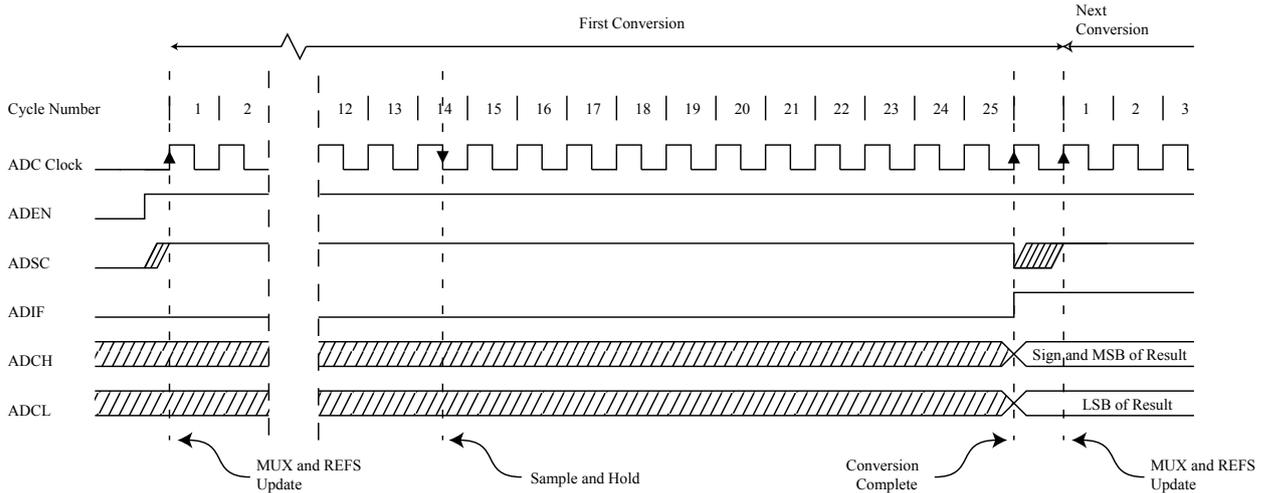 First Conversion
Next
Conversion
Cycle Number 1 2 12 13 14 15 16 17 18 19 20 21 22 23 24 25 1 2 3
ADC Clock
ADEN
ADSC
ADIF
ADCH Sign and MSB of Result
ADCL LSB of Result
MUX and REFS
Update
Sample and Hold
Conversion
Complete
MUX and REFS
Update